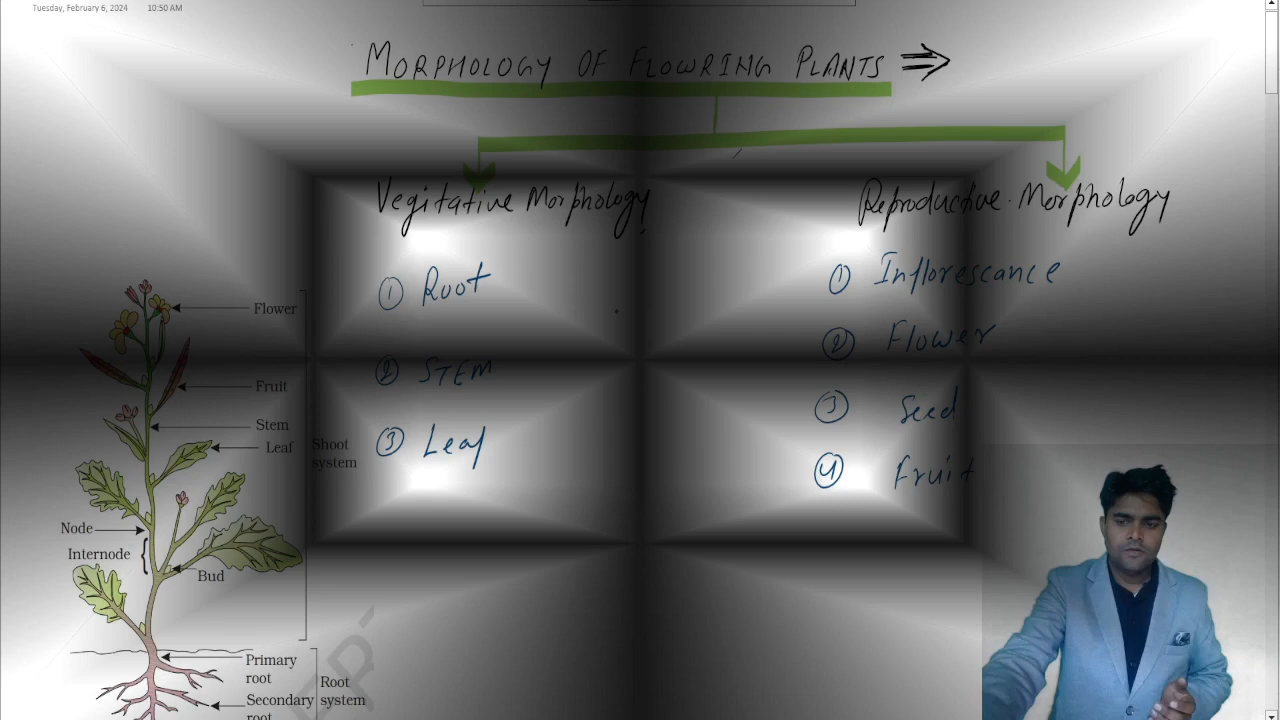 Tuesday, February 6, 2024 10:50 AM
MORPHOLOGY OF FLOWRING PLANTS ⇒
Vegitative Morphology
① Root
② STEM
③ Leaf
Reproductive Morphology
① Inflorescance
② Flower
③ Seed
④ Fruit
Flower
Fruit
Stem
Leaf
Shoot
system
Node
Internode
Bud
Primary
root
Root
system
Secondary
root